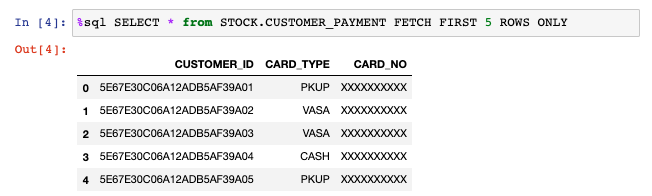 In [4]: %sql SELECT * from STOCK.CUSTOMER_PAYMENT FETCH FIRST 5 ROWS ONLY
Out[4]:
CUSTOMER_ID CARD_TYPE CARD_NO
0 5E67E30C06A12ADB5AF39A01 PKUP XXXXXXXXXX
1 5E67E30C06A12ADB5AF39A02 VASA XXXXXXXXXX
2 5E67E30C06A12ADB5AF39A03 VASA XXXXXXXXXX
3 5E67E30C06A12ADB5AF39A04 CASH XXXXXXXXXX
4 5E67E30C06A12ADB5AF39A05 PKUP XXXXXXXXXX